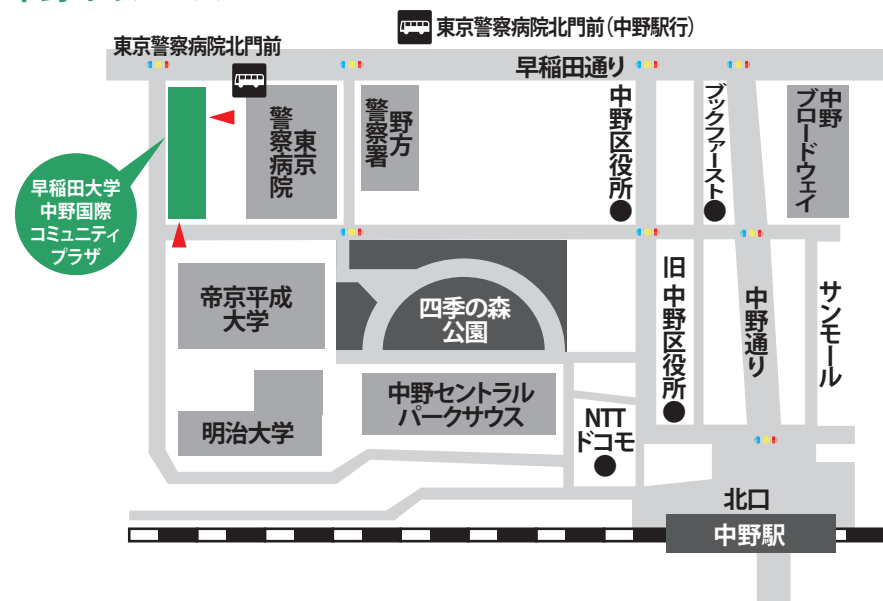 東京警察病院北門前(中野駅行)
東京警察病院北門前
早稲田通り
東京
警察病院
野方
警察署
中野区役所
ブックファースト
中野
ブロードウェイ
早稲田大学
中野国際
コミュニティ
プラザ
帝京平成
大学
四季の森
公園
旧 中野区役所
中野通り
サンモール
明治大学
中野セントラル
パークサウス
NTT
ドコモ
北口
中野駅